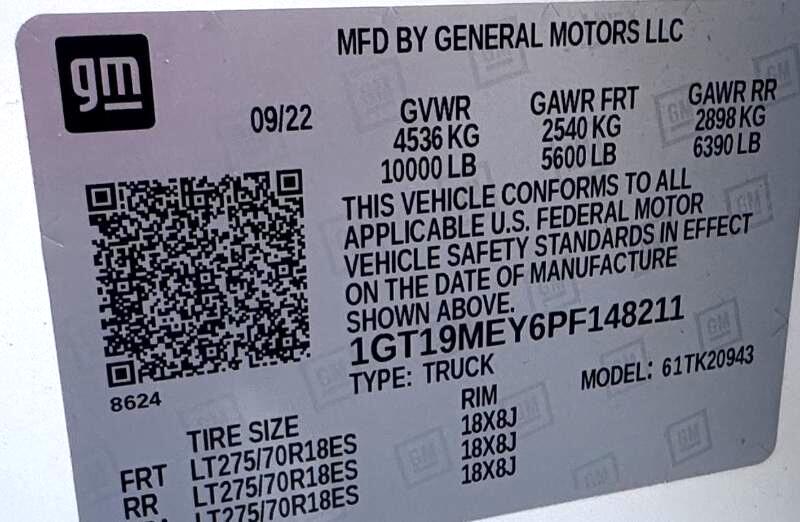 gm
MFD BY GENERAL MOTORS LLC
09/22
GVWR GAWR FRT GAWR RR
4536 KG 2540 KG 2898 KG
10000 LB 5600 LB 6390 LB
THIS VEHICLE CONFORMS TO ALL
APPLICABLE U.S. FEDERAL MOTOR
VEHICLE SAFETY STANDARDS IN EFFECT
ON THE DATE OF MANUFACTURE
SHOWN ABOVE.
1GT19MEY6PF148211
TYPE: TRUCK MODEL: 61TK20943
8624
TIRE SIZE RIM
FRT LT275/70R18ES 18X8J
RR LT275/70R18ES 18X8J
LT275/70R18ES 18X8J